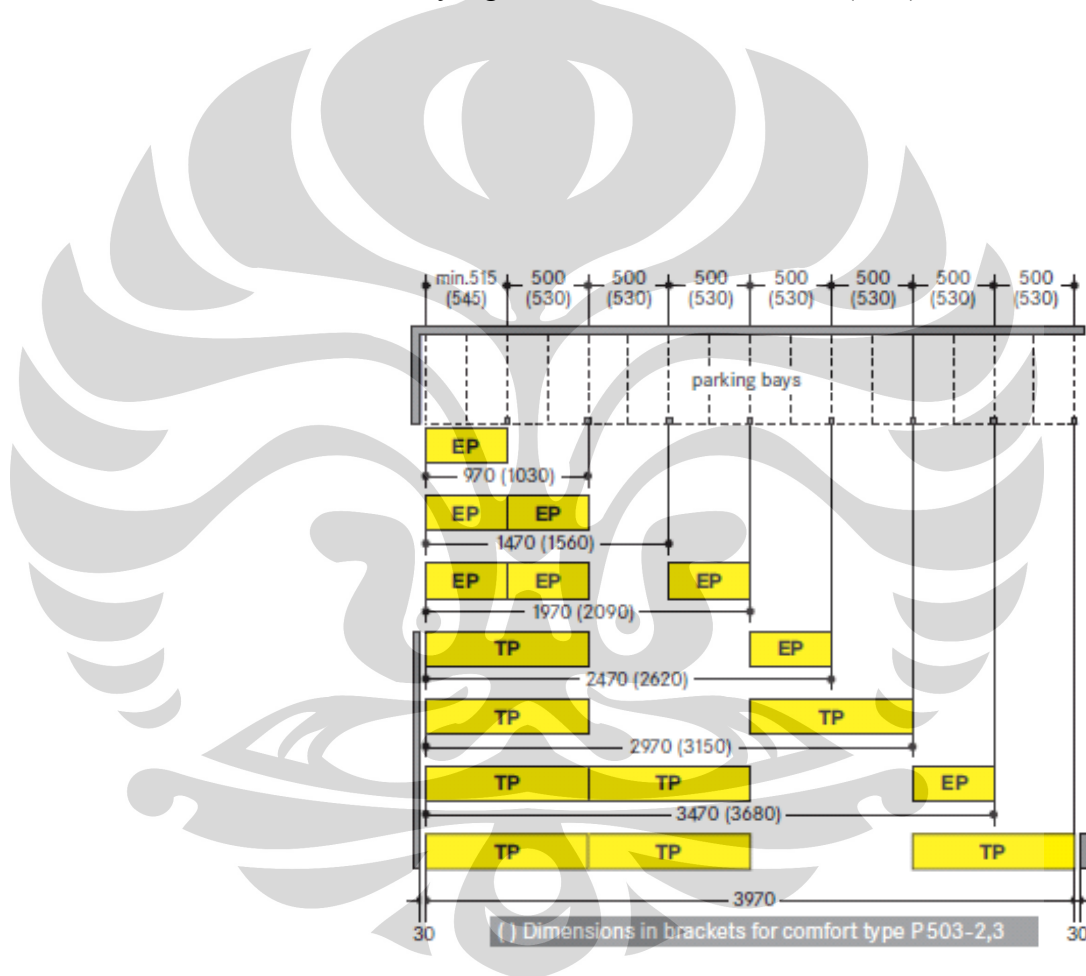 min.515 500 500 500 500 500 500 500
(545) (530) (530) (530) (530) (530) (530) (530)
parking bays
EP
970 (1030)
EP EP
1470 (1560)
EP EP EP
1970 (2090)
TP EP
2470 (2620)
TP TP
2970 (3150)
TP TP EP
3470 (3680)
TP TP TP
3970
30 ( ) Dimensions in brackets for comfort type P 503-2,3 30